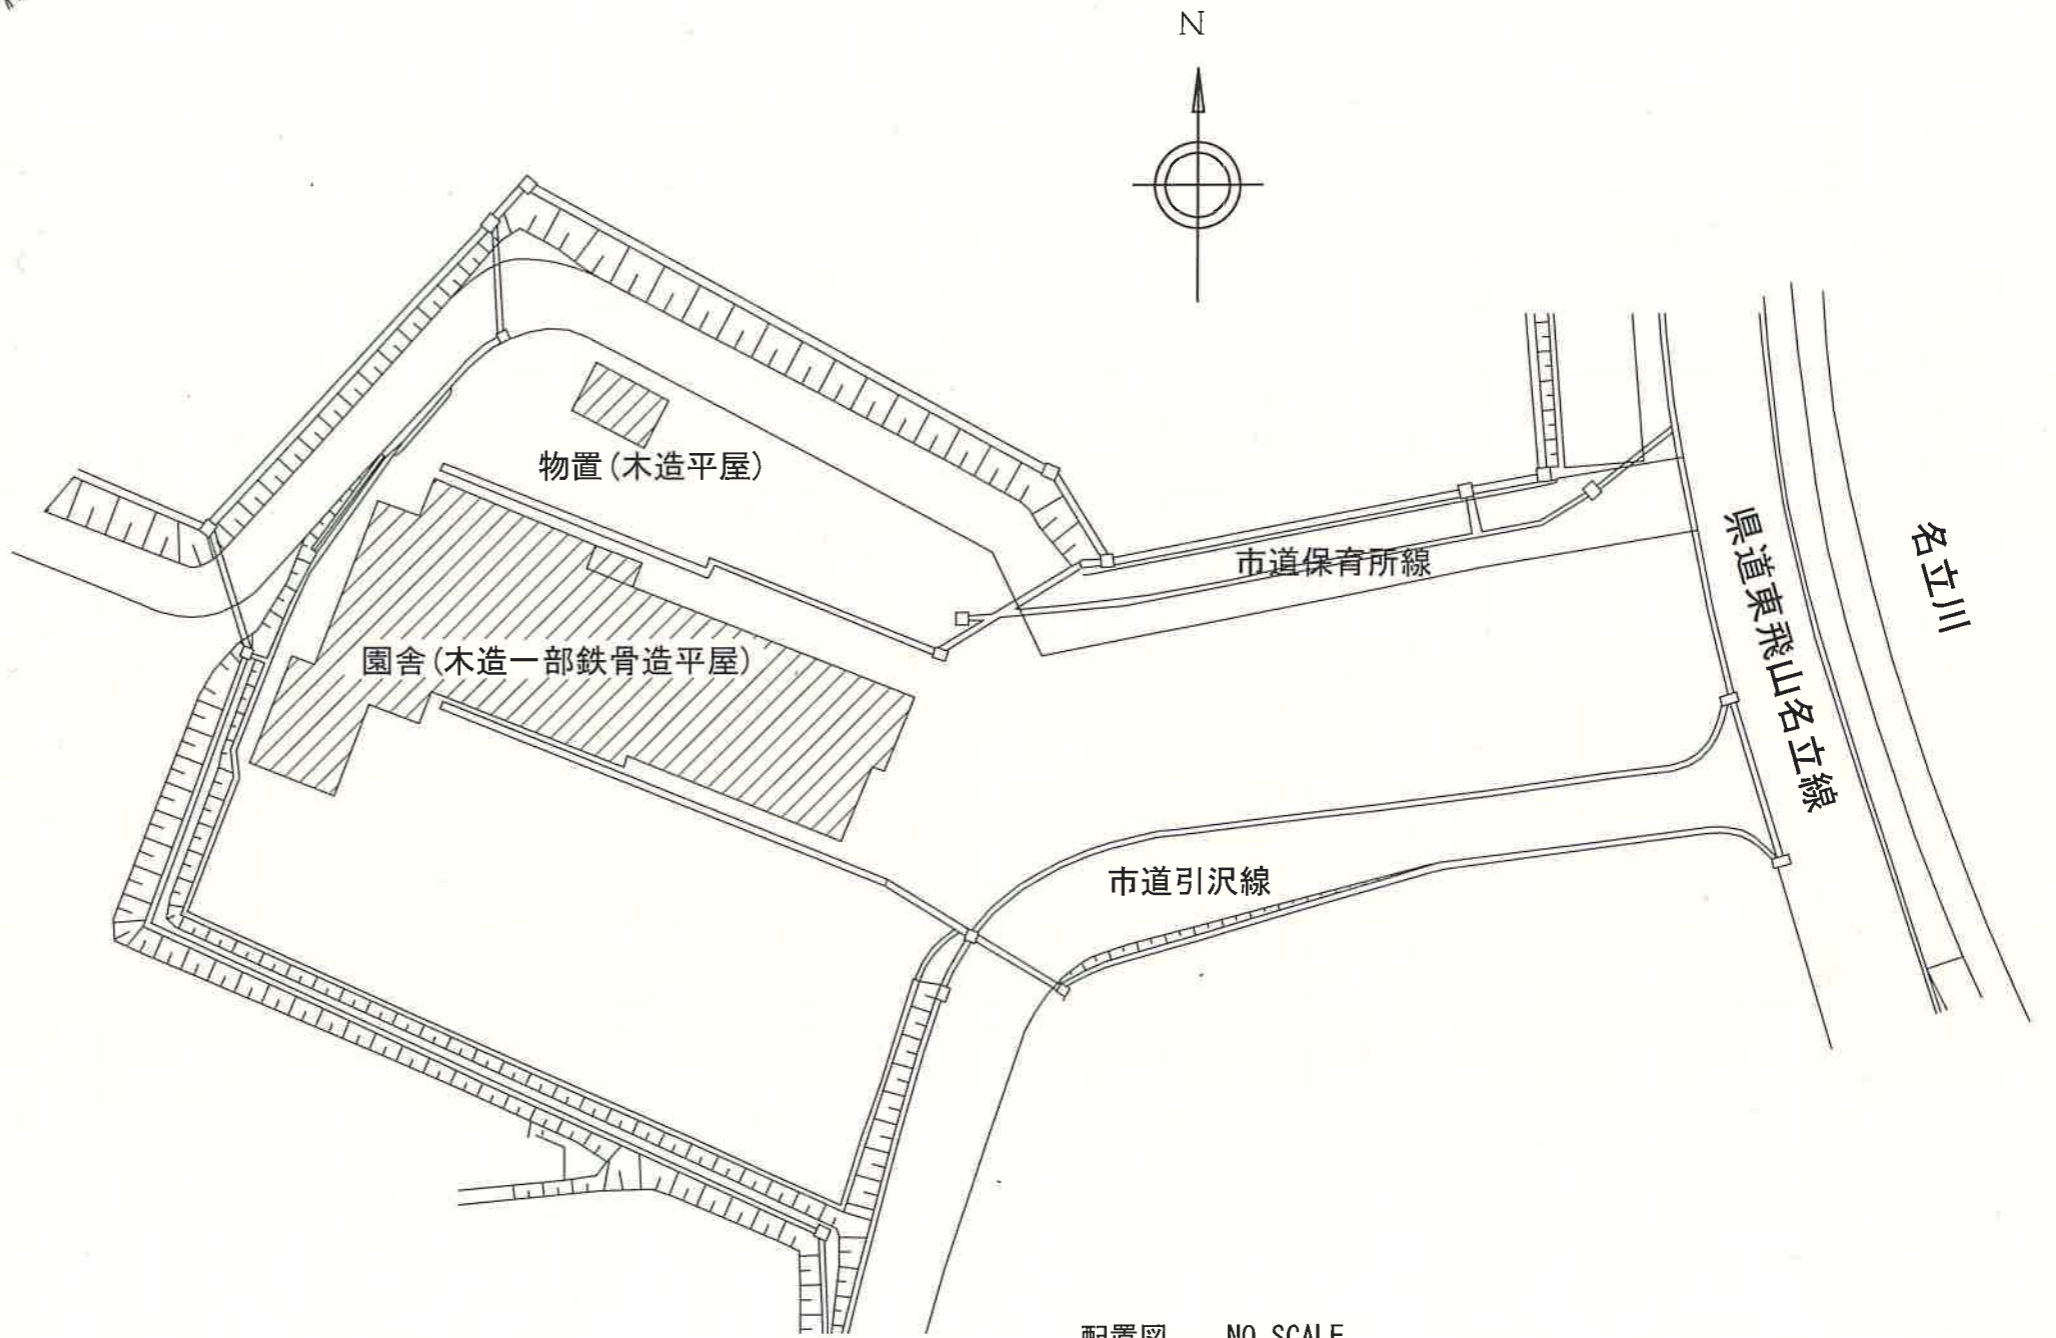 N
物置(木造平屋)
市道保育所線
県道東飛山名立線
名立川
園舎(木造一部鉄骨造平屋)
市道引沢線
配置図 NO SCALE